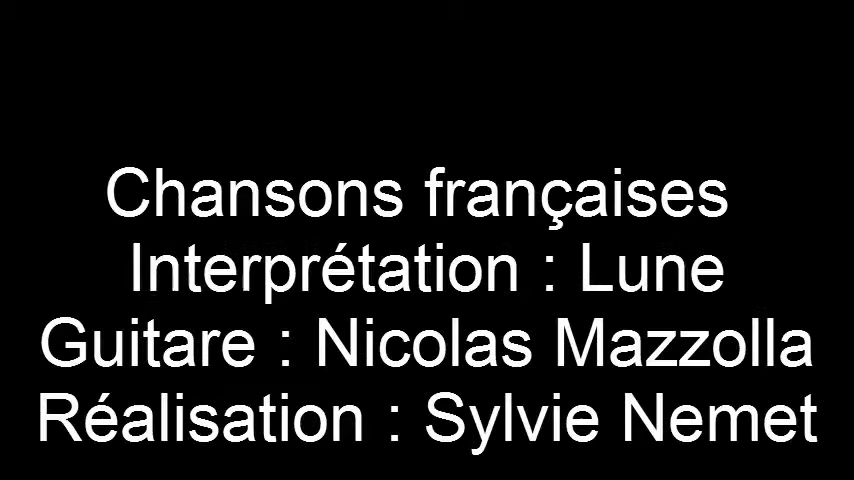 Chansons françaises
Interprétation : Lune
Guitare : Nicolas Mazzolla
Réalisation : Sylvie Nemet